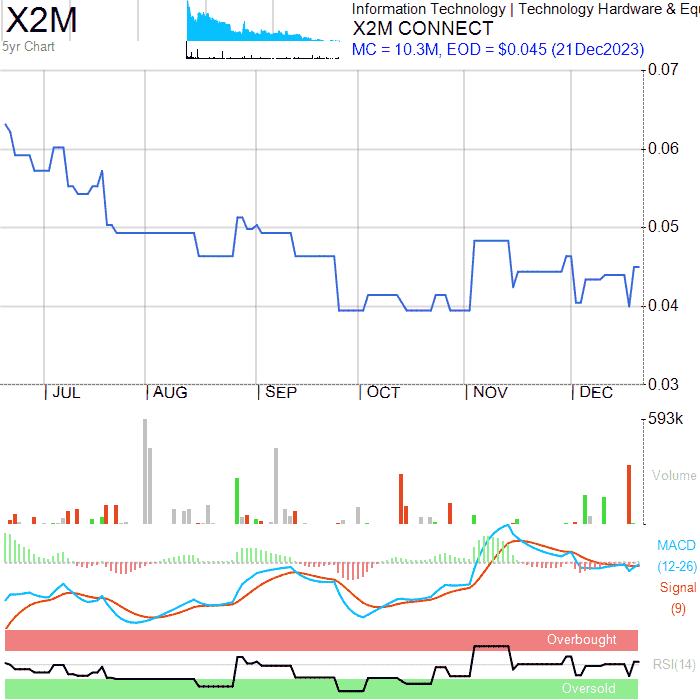 X2M
5yr Chart
Information Technology | Technology Hardware & Equ
X2M CONNECT
MC = 10.3M, EOD = $0.045 (21Dec2023)
0.07
0.06
0.05
0.04
0.03
JUL AUG SEP OCT NOV DEC
593k
Volume
MACD
(12-26)
Signal
(9)
Overbought
RSI(14)
Oversold